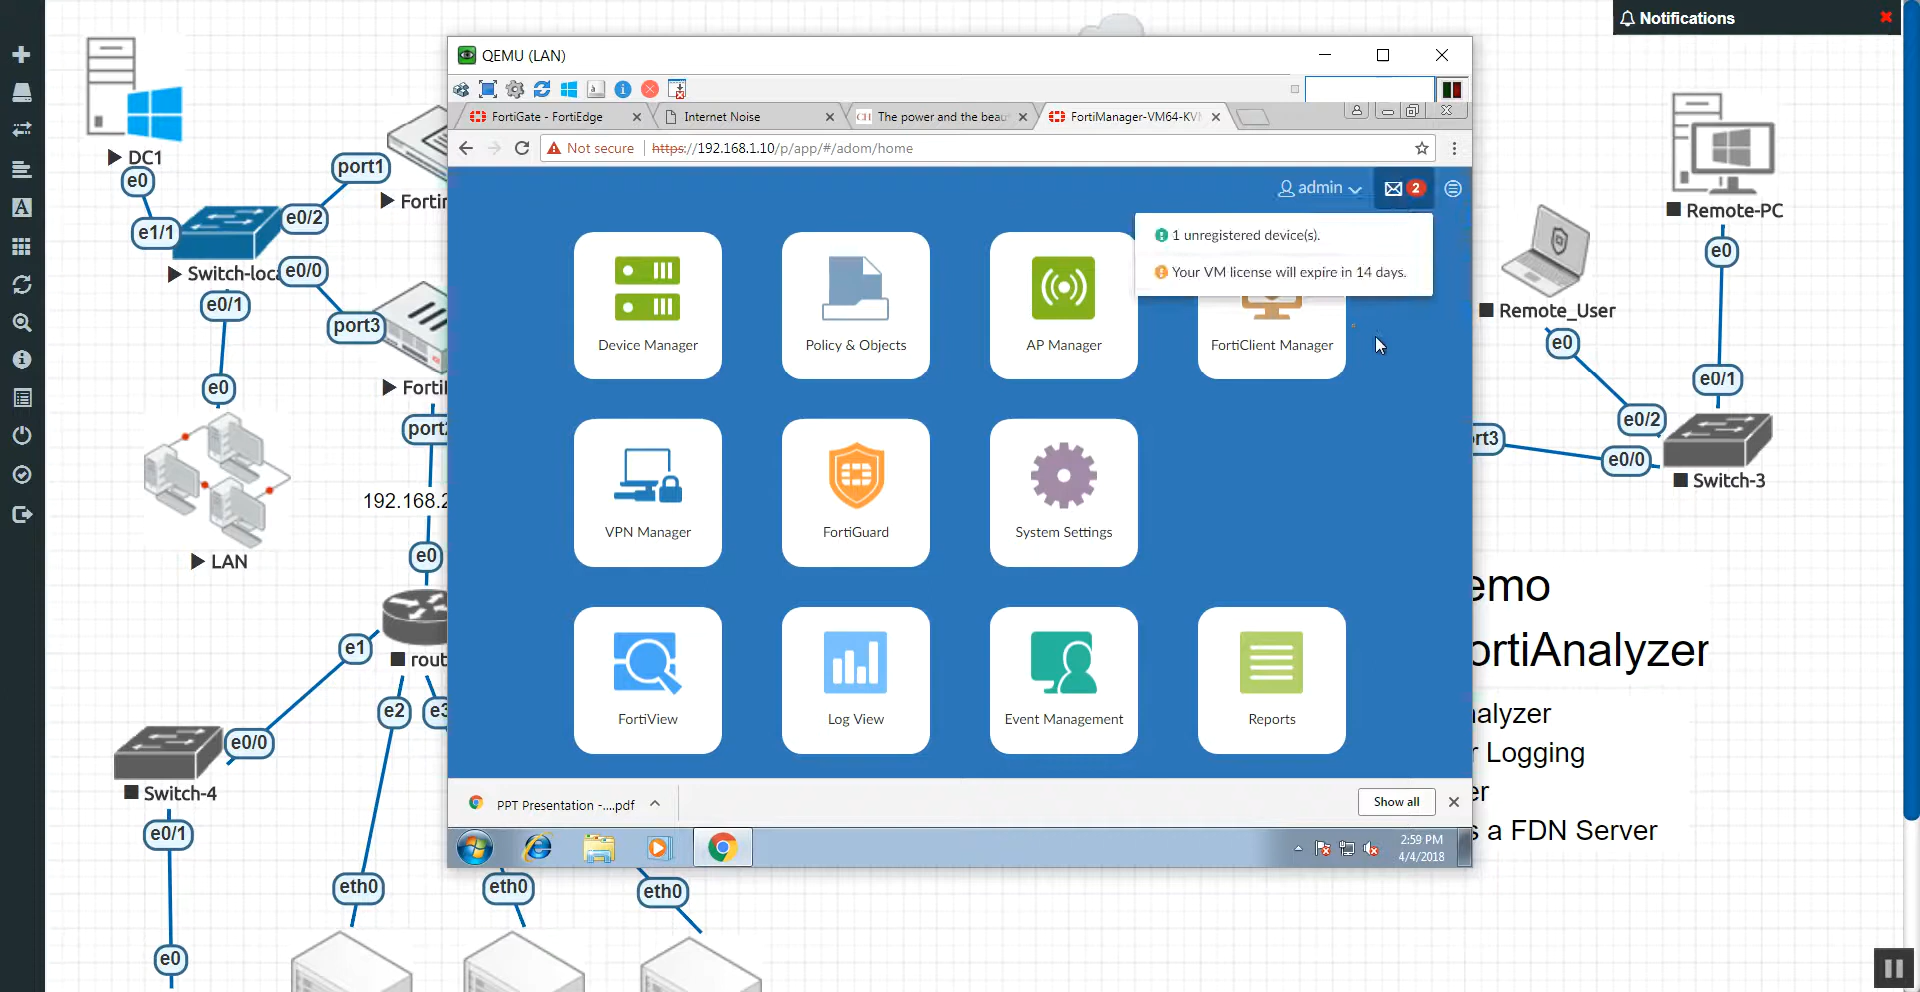 Notifications
DC1
e0
e1/1
port1
e0/2
Switch-loc
e0/0
e0/1
port3
e0
LAN
192.168.2
e0
e1
rout
e2
e0/0
Switch-4
e0/1
e0
eth0
eth0
eth0
QEMU (LAN)
FortiGate - FortiEdge
Internet Noise
The power and the beau
FortiManager-VM64-KV
Not secure
https://192.168.1.10/p/app/#/adom/home
admin
2
1 unregistered device(s).
Your VM license will expire in 14 days.
Device Manager
Policy & Objects
AP Manager
FortiClient Manager
VPN Manager
FortiGuard
System Settings
FortiView
Log View
Event Management
Reports
PPT Presentation -....pdf
Show all
2:59 PM
4/4/2018
Remote-PC
e0
Remote_User
e0
e0/1
e0/2
rt3
e0/0
Switch-3
emo
ortiAnalyzer
alyzer
r Logging
er
s a FDN Server